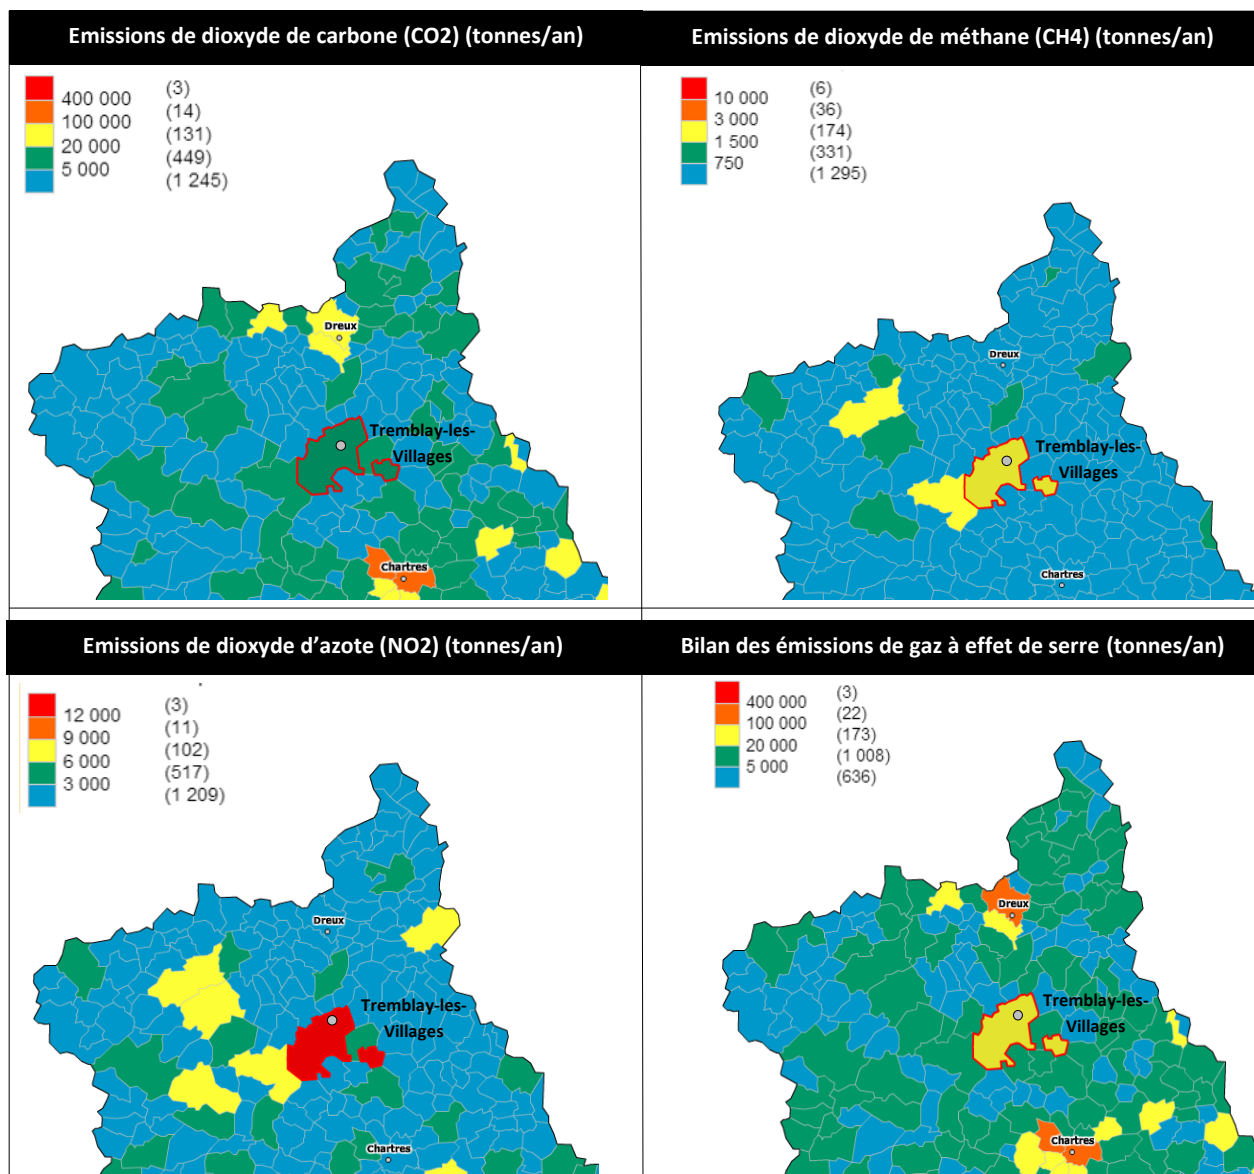 Emissions de dioxyde de carbone (CO2) (tonnes/an)
400 000 (3)
100 000 (14)
20 000 (131)
5 000 (449)
(1 245)
Dreux
Tremblay-les-
Villages
Chartres
Emissions de dioxyde de méthane (CH4) (tonnes/an)
10 000 (6)
3 000 (36)
1 500 (174)
750 (331)
(1 295)
Dreux
Tremblay-les-
Villages
Chartres
Emissions de dioxyde d'azote (NO2) (tonnes/an)
12 000 (3)
9 000 (11)
6 000 (102)
3 000 (517)
(1 209)
Dreux
Tremblay-les-
Villages
Chartres
Bilan des émissions de gaz à effet de serre (tonnes/an)
400 000 (3)
100 000 (22)
20 000 (173)
5 000 (1 008)
(636)
Dreux
Tremblay-les-
Villages
Chartres